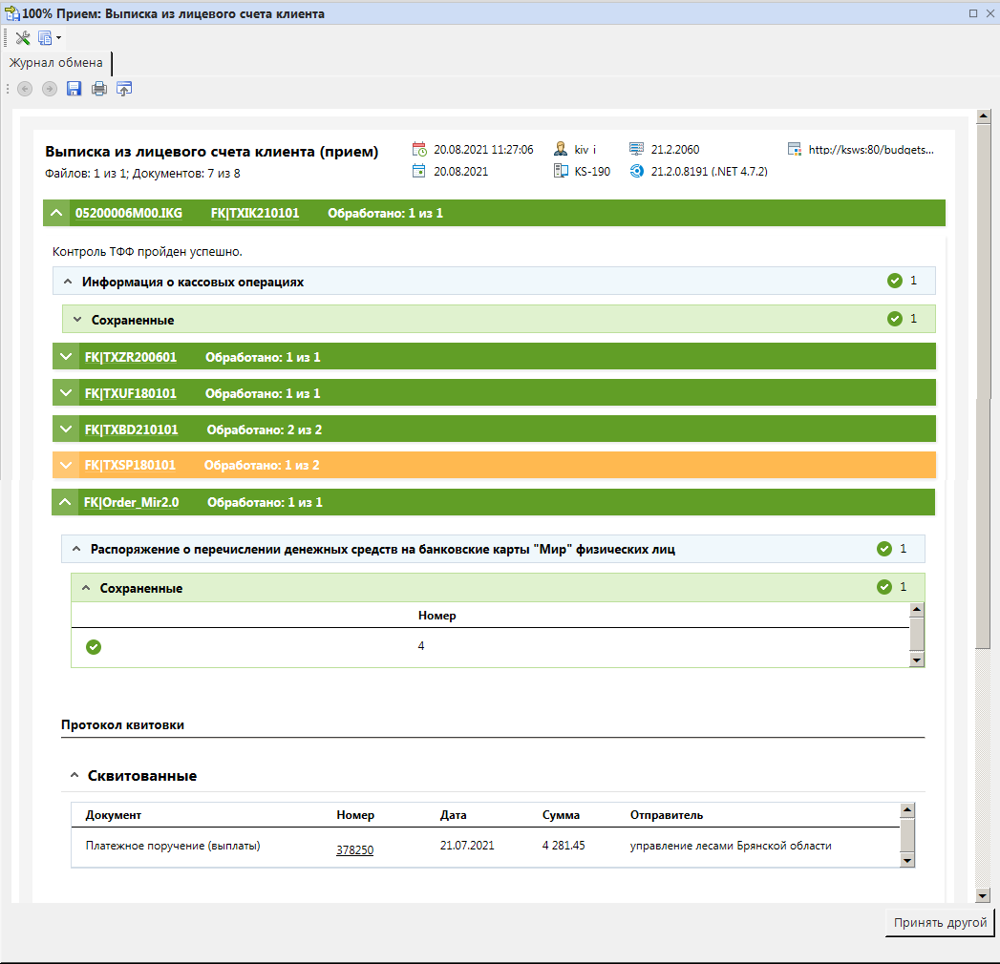 100% Прием: Выписка из лицевого счета клиента
Журнал обмена
Выписка из лицевого счета клиента (прием) 20.08.2021 11:27:06 kiv_i 21.2.2060 http://ksws:80/budgets...
Файлов: 1 из 1; Документов: 7 из 8 20.08.2021 KS-190 21.2.0.8191 (.NET 4.7.2)
05200006M00.IKG FK|TXIK210101 Обработано: 1 из 1
Контроль ТФФ пройден успешно.
Информация о кассовых операциях 1
Сохраненные 1
FK|TXZR200601 Обработано: 1 из 1
FK|TXUF180101 Обработано: 1 из 1
FK|TXBD210101 Обработано: 2 из 2
FK|TXSP180101 Обработано: 1 из 2
FK|Order_Mir2.0 Обработано: 1 из 1
Распоряжение о перечислении денежных средств на банковские карты "Мир" физических лиц 1
Сохраненные 1
Номер
4
Протокол квитовки
Сквитованные
Документ Номер Дата Сумма Отправитель
Платежное поручение (выплаты) 378250 21.07.2021 4 281.45 управление лесами Брянской области
Принять другой